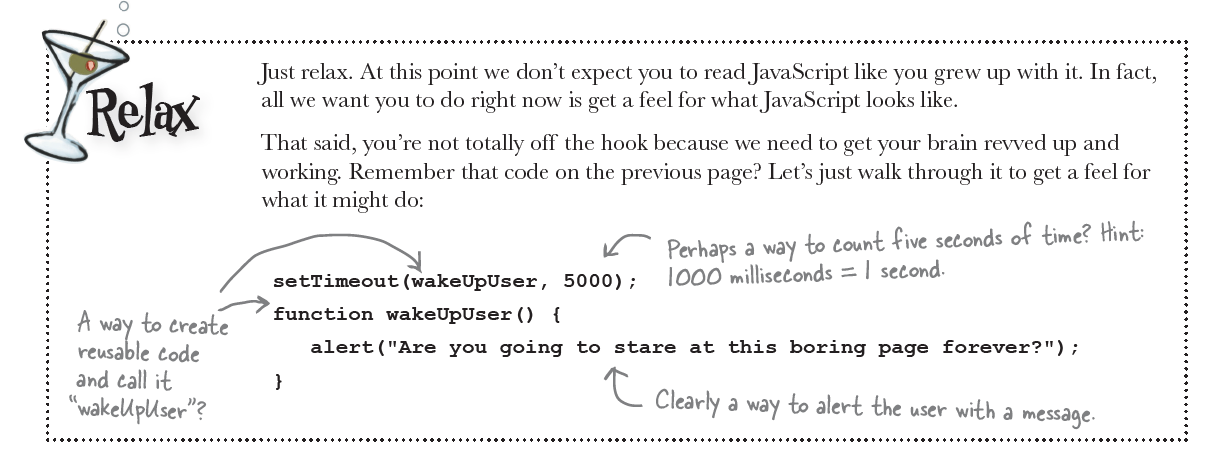 Relax
Just relax. At this point we don't expect you to read JavaScript like you grew up with it. In fact,
all we want you to do right now is get a feel for what JavaScript looks like.
That said, you're not totally off the hook because we need to get your brain revved up and
working. Remember that code on the previous page? Let's just walk through it to get a feel for
what it might do:
Perhaps a way to count five seconds of time? Hint:
1000 milliseconds = 1 second.
setTimeout(wakeUpUser, 5000);
function wakeUpUser() {
alert("Are you going to stare at this boring page forever?");
}
A way to create
reusable code
and call it
"wakeUpUser"?
Clearly a way to alert the user with a message.